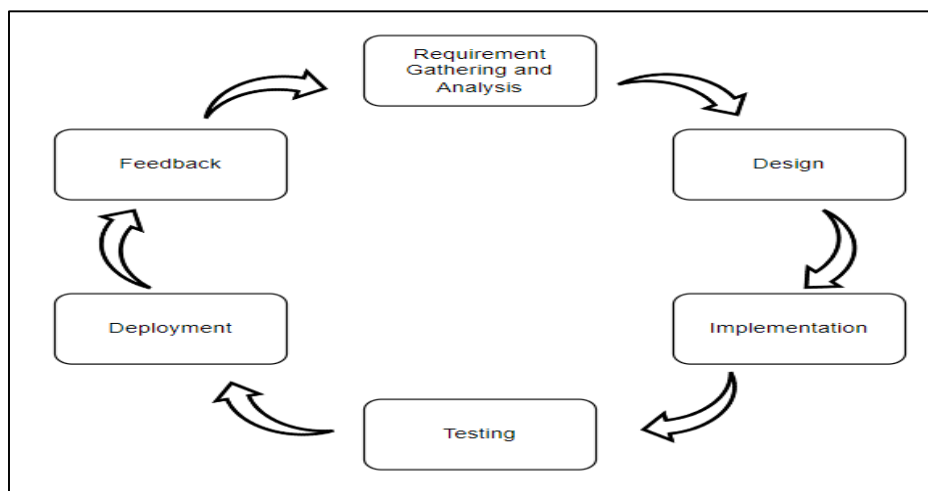 Requirement
Gathering and
Analysis
Feedback
Design
Deployment
Implementation
Testing